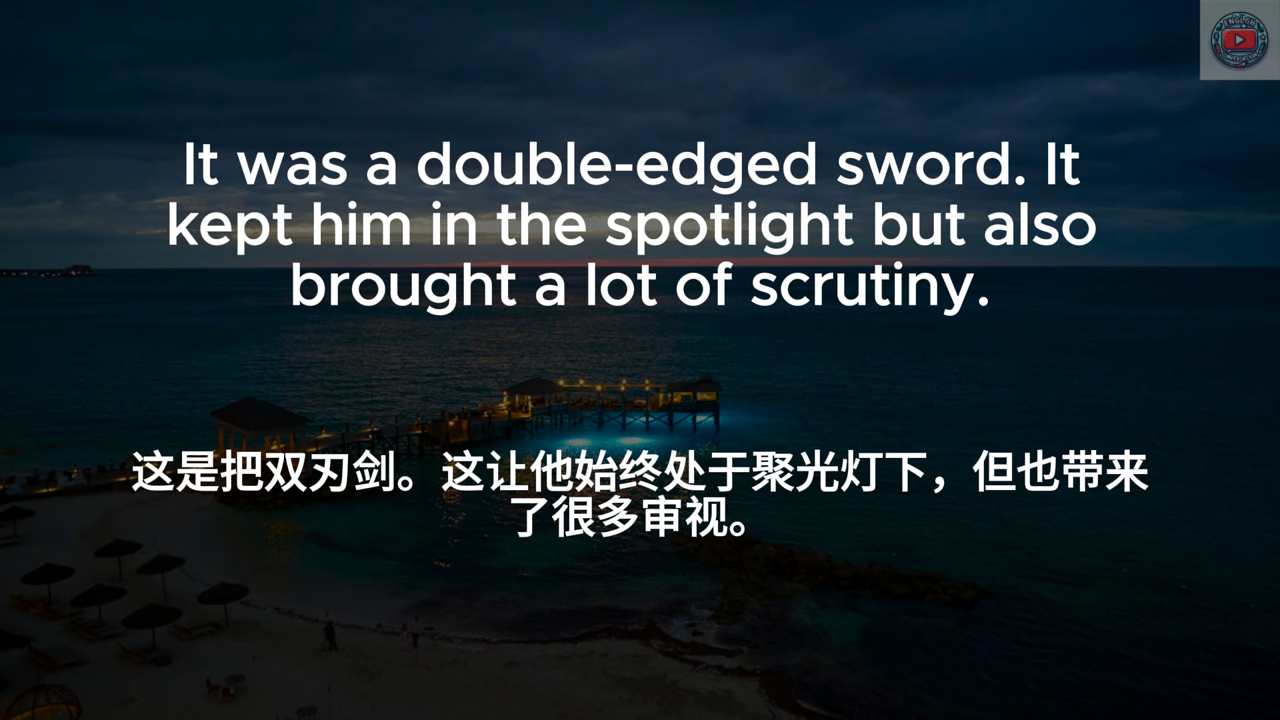 It was a double-edged sword. It
kept him in the spotlight but also
brought a lot of scrutiny.
这是把双刃剑。这让他始终处于聚光灯下，但也带来
了很多审视。